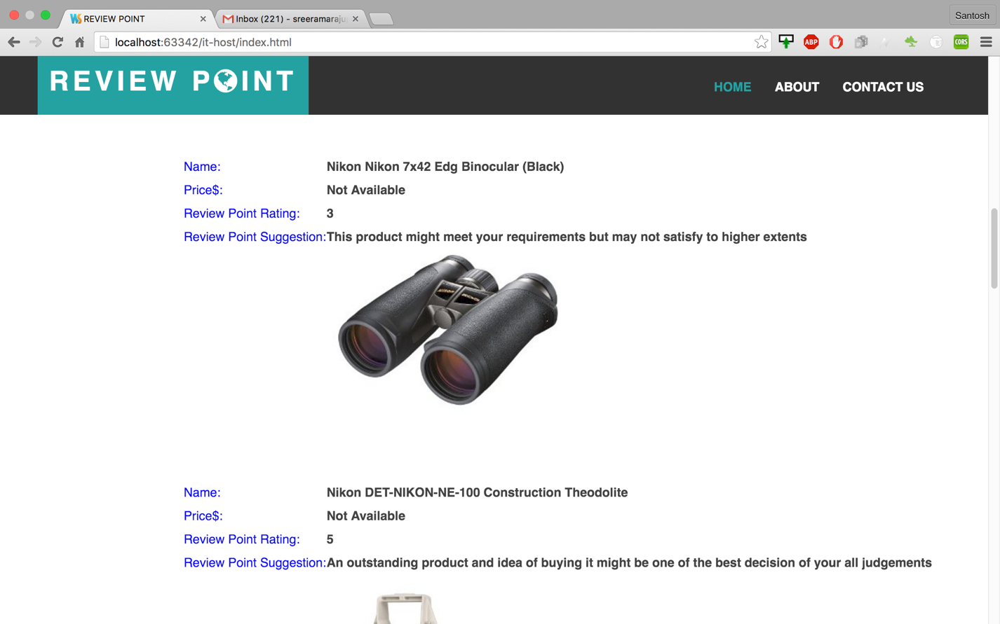 REVIEW POINT
Inbox (221) - sreeramaraju
Santosh
localhost:63342/it-host/index.html
ABP
CORS
REVIEW POINT
HOME ABOUT CONTACT US
Name: Nikon Nikon 7x42 Edg Binocular (Black)
Price$: Not Available
Review Point Rating: 3
Review Point Suggestion:This product might meet your requirements but may not satisfy to higher extents
Name: Nikon DET-NIKON-NE-100 Construction Theodolite
Price$: Not Available
Review Point Rating: 5
Review Point Suggestion:An outstanding product and idea of buying it might be one of the best decision of your all judgements